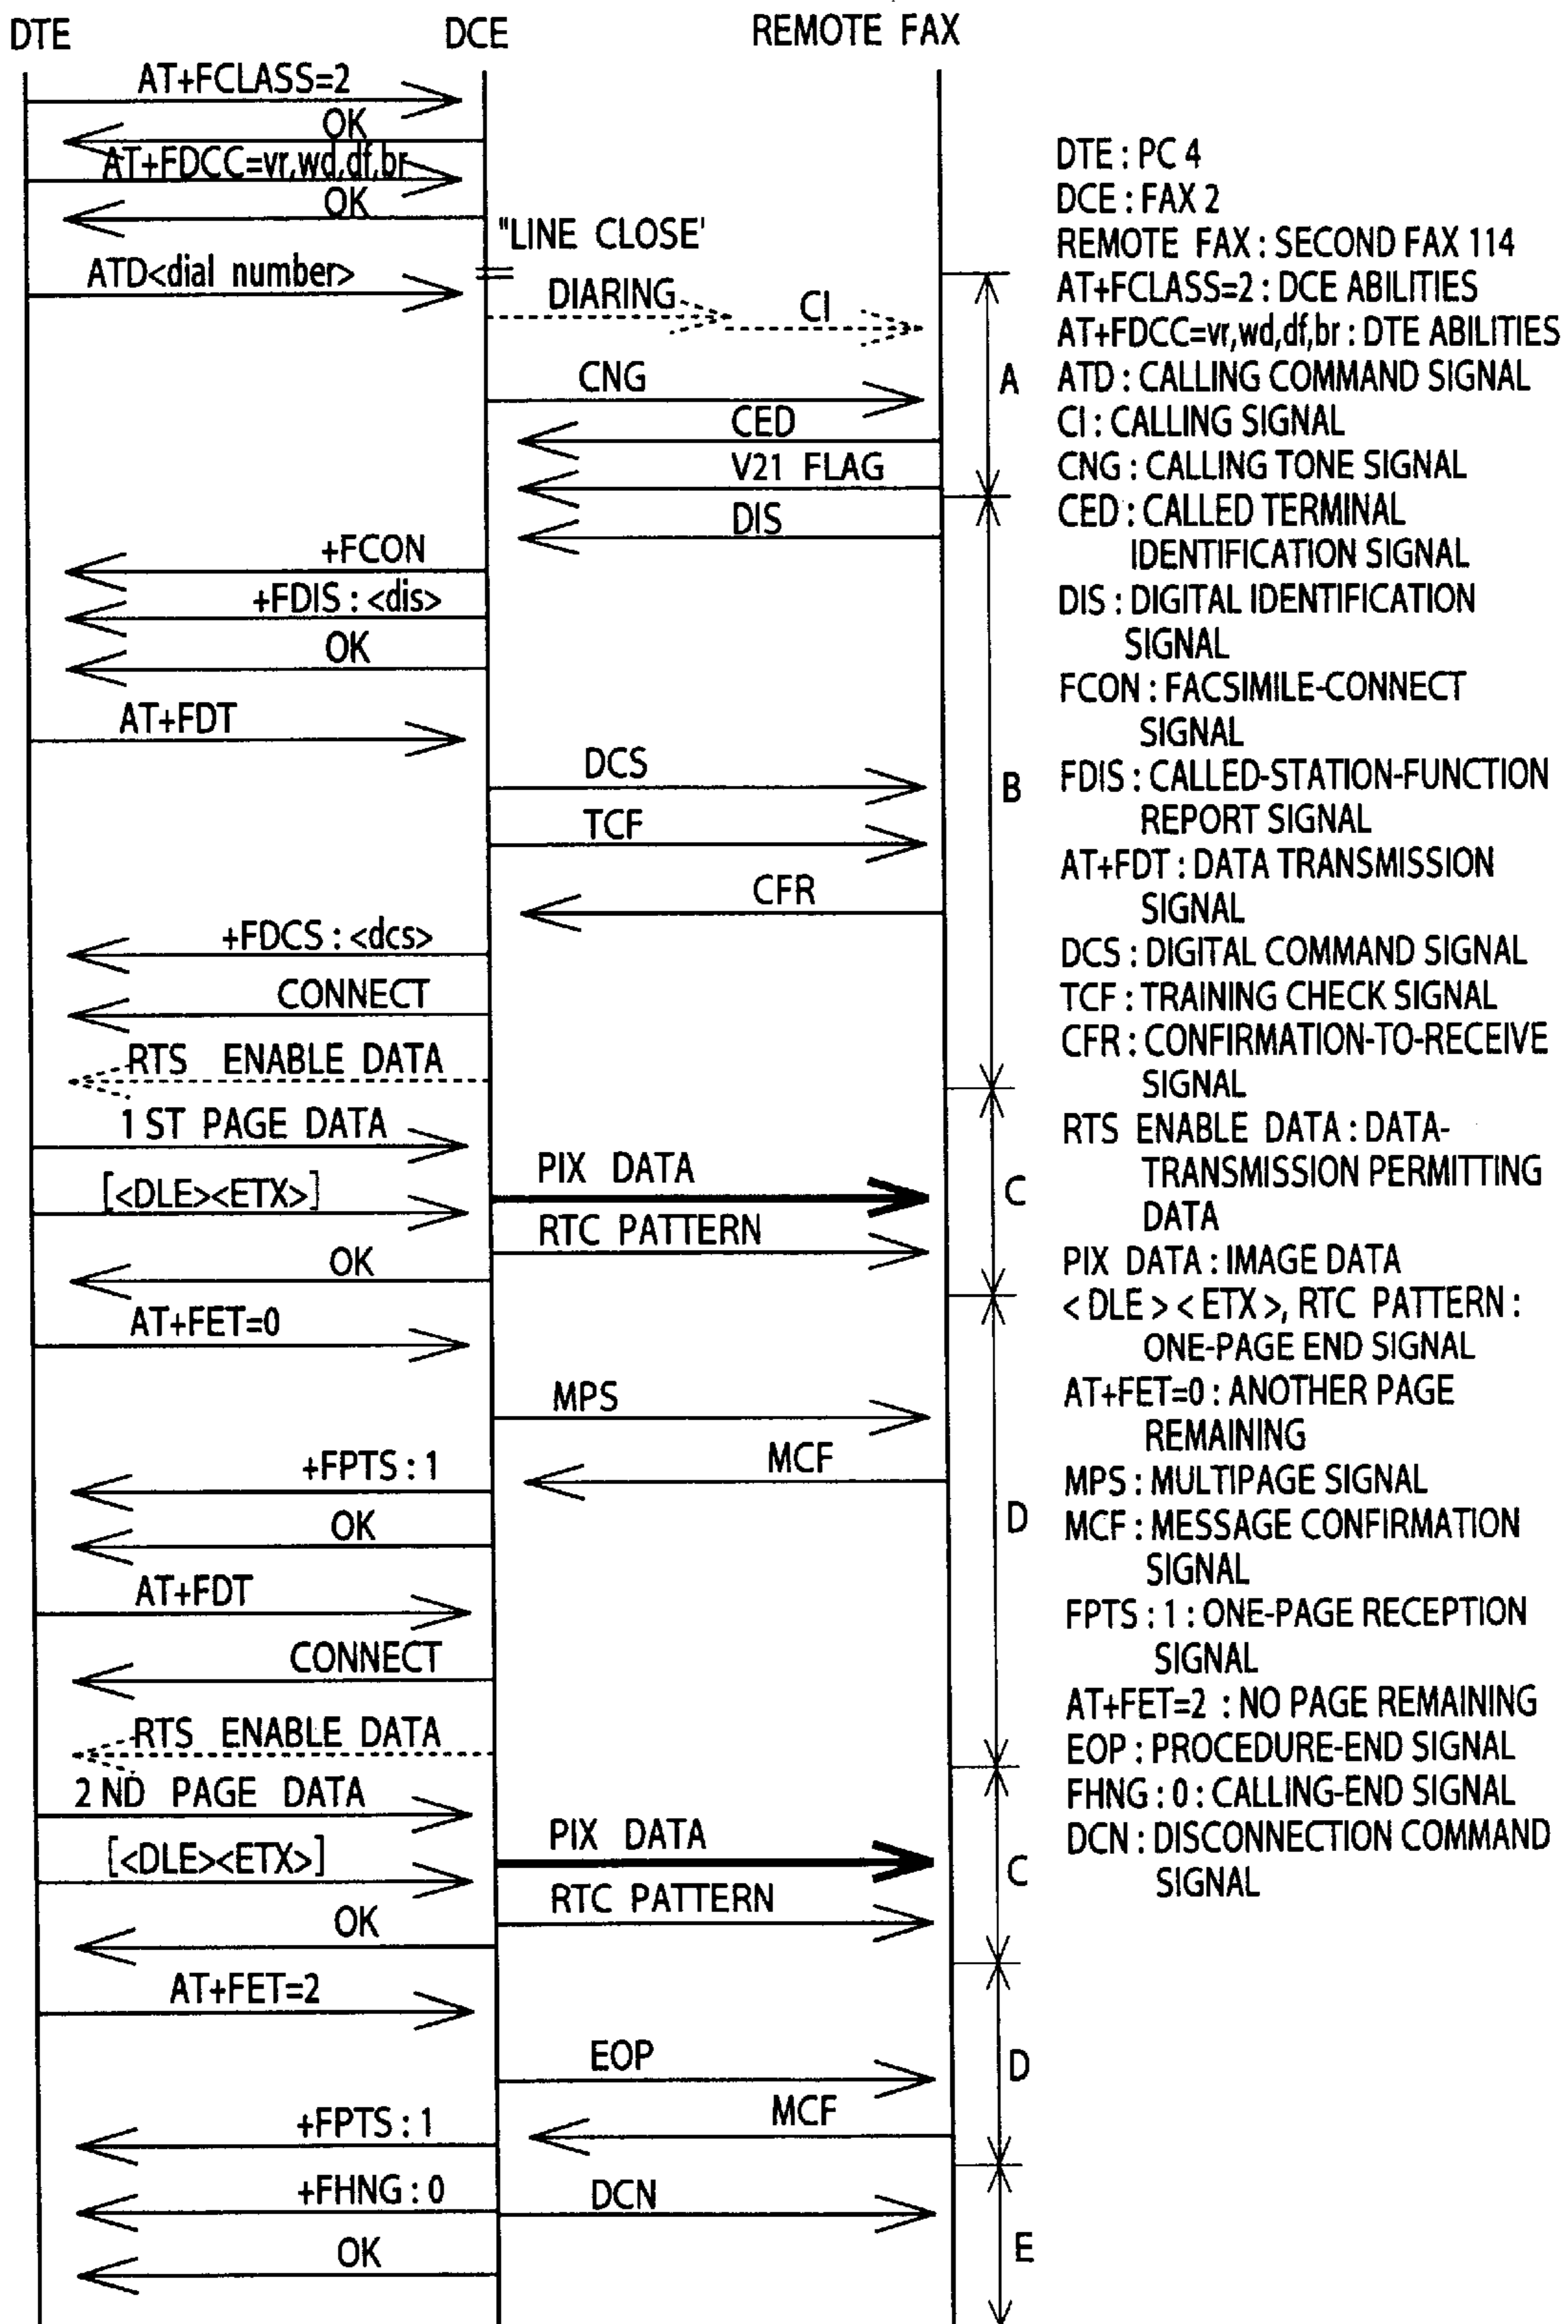 DTE DCE REMOTE FAX
AT+FCLASS=2
OK
AT+FDCC=vr,wd,df,br
OK
"LINE CLOSE'
ATD<dial number>
DIARING
CI
A
CNG
CED
V21 FLAG
DIS
+FCON
+FDIS : <dis>
OK
AT+FDT
DCS
B
TCF
CFR
+FDCS : <dcs>
CONNECT
RTS ENABLE DATA
1 ST PAGE DATA
PIX DATA
[<DLE><ETX>]
C
RTC PATTERN
OK
AT+FET=0
MPS
MCF
+FPTS : 1
D
OK
AT+FDT
CONNECT
RTS ENABLE DATA
2 ND PAGE DATA
PIX DATA
[<DLE><ETX>]
C
RTC PATTERN
OK
AT+FET=2
EOP
D
MCF
+FPTS : 1
+FHNG : 0
DCN
E
OK
DTE : PC 4
DCE : FAX 2
REMOTE FAX : SECOND FAX 114
AT+FCLASS=2 : DCE ABILITIES
AT+FDCC=vr,wd,df,br : DTE ABILITIES
ATD : CALLING COMMAND SIGNAL
CI : CALLING SIGNAL
CNG : CALLING TONE SIGNAL
CED : CALLED TERMINAL
IDENTIFICATION SIGNAL
DIS : DIGITAL IDENTIFICATION
SIGNAL
FCON : FACSIMILE-CONNECT
SIGNAL
FDIS : CALLED-STATION-FUNCTION
REPORT SIGNAL
AT+FDT : DATA TRANSMISSION
SIGNAL
DCS : DIGITAL COMMAND SIGNAL
TCF : TRAINING CHECK SIGNAL
CFR : CONFIRMATION-TO-RECEIVE
SIGNAL
RTS ENABLE DATA : DATA-
TRANSMISSION PERMITTING
DATA
PIX DATA : IMAGE DATA
< DLE > < ETX >, RTC PATTERN :
ONE-PAGE END SIGNAL
AT+FET=0 : ANOTHER PAGE
REMAINING
MPS : MULTIPAGE SIGNAL
MCF : MESSAGE CONFIRMATION
SIGNAL
FPTS : 1 : ONE-PAGE RECEPTION
SIGNAL
AT+FET=2 : NO PAGE REMAINING
EOP : PROCEDURE-END SIGNAL
FHNG : 0 : CALLING-END SIGNAL
DCN : DISCONNECTION COMMAND
SIGNAL